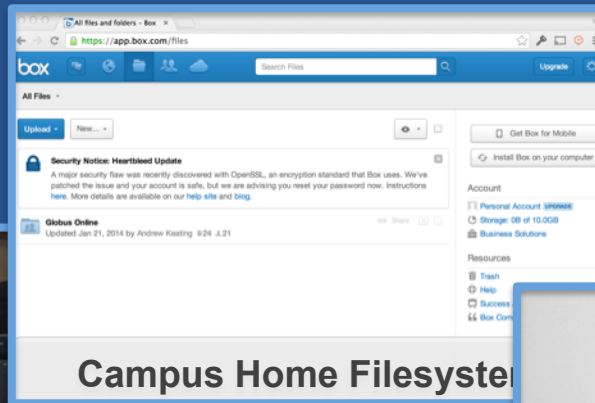 All files and folders - Box
https://app.box.com/files
box
Search Files
Upgrade
All Files
Upload
New...
Get Box for Mobile
Install Box on your computer
Security Notice: Heartbleed Update
A major security flaw was recently discovered with OpenSSL, an encryption standard that Box uses. We've
patched the issue and your account is safe, but we are advising you reset your password now. Instructions
here. More details are available on our help site and blog.
Account
Personal Account UPGRADE
Storage: 0B of 10.0GB
Business Solutions
Globus Online
Share
Updated Jan 21, 2014 by Andrew Keating 24 21
Resources
Trash
Help
Success
Box Com
Campus Home Filesyste